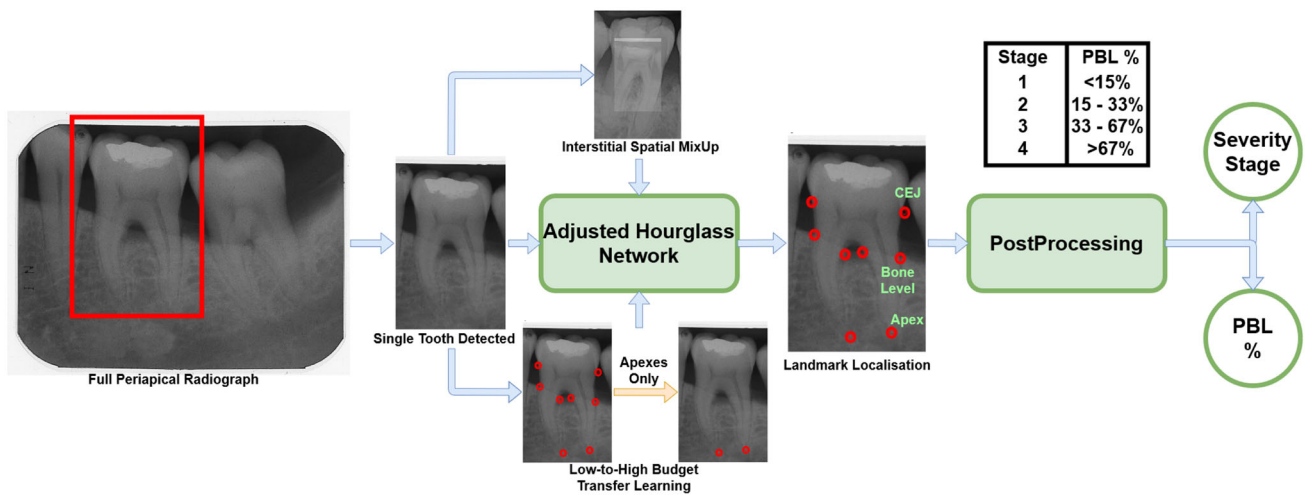 Full Periapical Radiograph
Single Tooth Detected
Interstitial Spatial MixUp
Adjusted Hourglass
Network
Apexes
Only
Low-to-High Budget
Transfer Learning
CEJ
Bone
Level
Apex
Landmark Localisation
Stage PBL %
1 <15%
2 15 - 33%
3 33 - 67%
4 >67%
PostProcessing
Severity
Stage
PBL
%